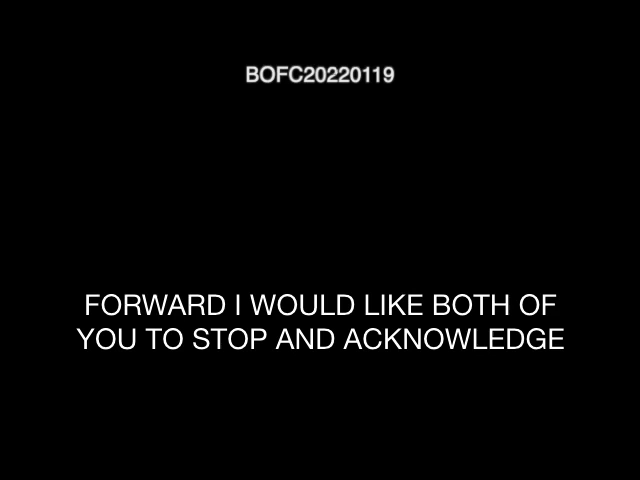 BOFC20220119
FORWARD I WOULD LIKE BOTH OF
YOU TO STOP AND ACKNOWLEDGE